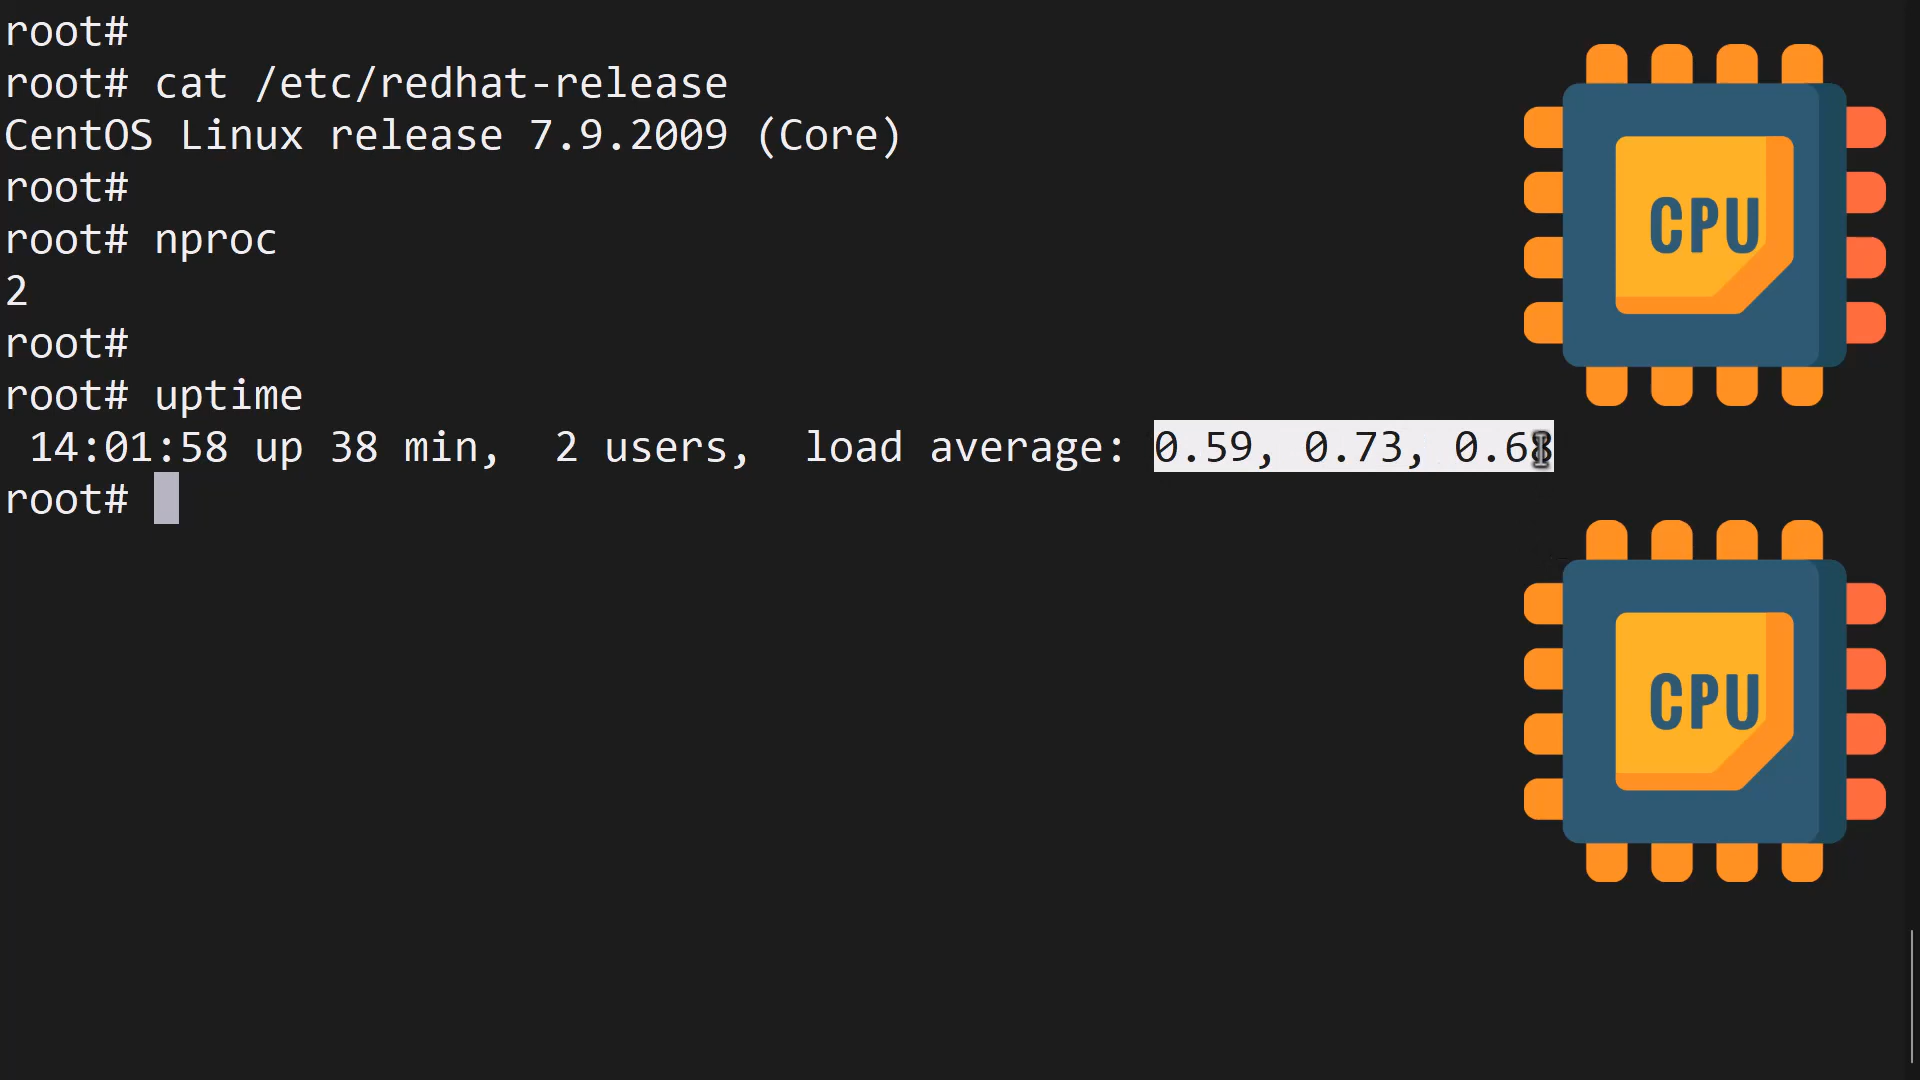 root#
root# cat /etc/redhat-release
CentOS Linux release 7.9.2009 (Core)
root#
root# nproc
2
root#
root# uptime
 14:01:58 up 38 min,  2 users,  load average: 0.59, 0.73, 0.68
root#
CPU
CPU